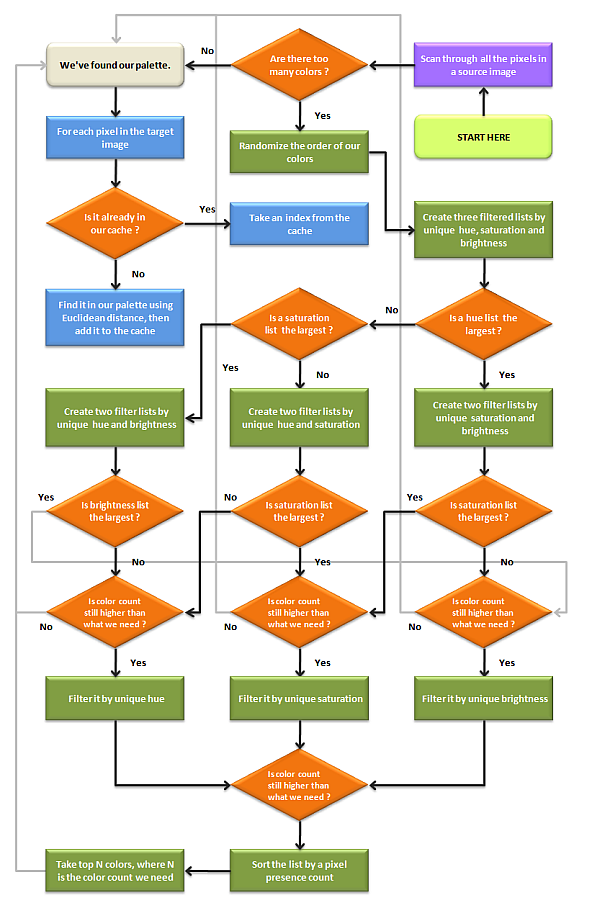 No
We've found our palette.
Are there too
many colors ?
Scan through all the pixels in
a source image
Yes
START HERE
For each pixel in the target
image
Randomize the order of our
colors
Is it already in
our cache ?
Yes
Take an index from the
cache
Create three filtered lists by
unique hue, saturation and
brightness
No
Find it in our palette using
Euclidean distance, then
add it to the cache
Is a saturation
list the largest ?
No
Is a hue list the
largest ?
Yes
No
Yes
Create two filter lists by
unique hue and brightness
Create two filter lists by
unique hue and saturation
Create two filter lists by
unique saturation and
brightness
Yes
Is brightness list
the largest ?
No
Is saturation list
the largest ?
Yes
Is saturation list
the largest ?
No
Yes
No
Is color count
still higher than
what we need ?
Is color count
still higher than
what we need ?
Is color count
still higher than
what we need ?
No
No
No
Yes
Yes
Yes
Filter it by unique hue
Filter it by unique saturation
Filter it by unique brightness
Is color count
still higher than
what we need ?
Take top N colors, where N
is the color count we need
Sort the list by a pixel
presence count